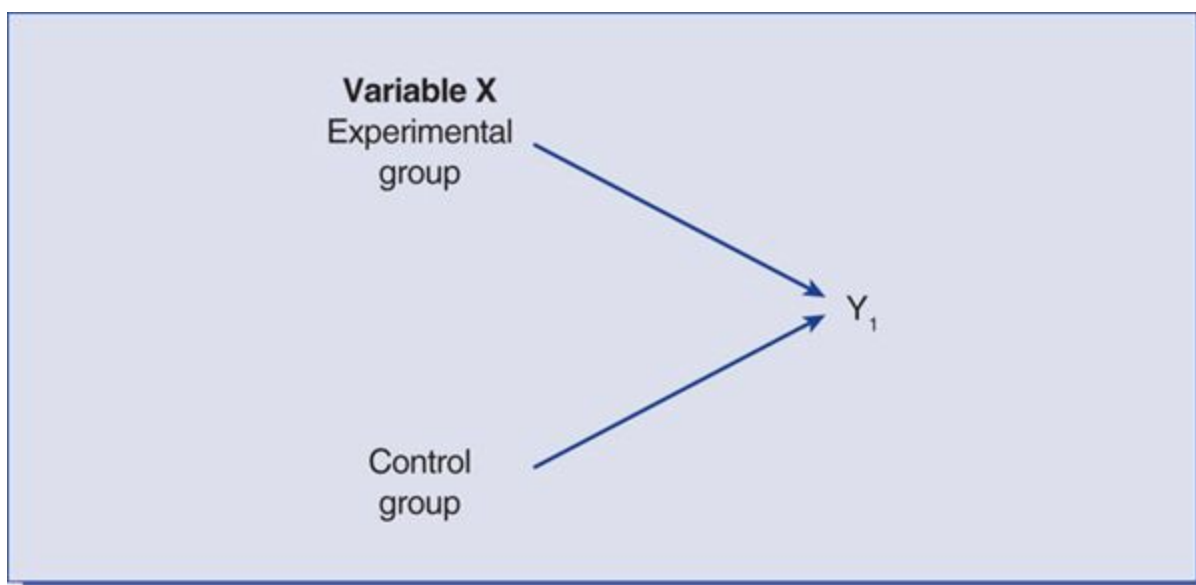 Variable X
Experimental
group
Y₁
Control
group